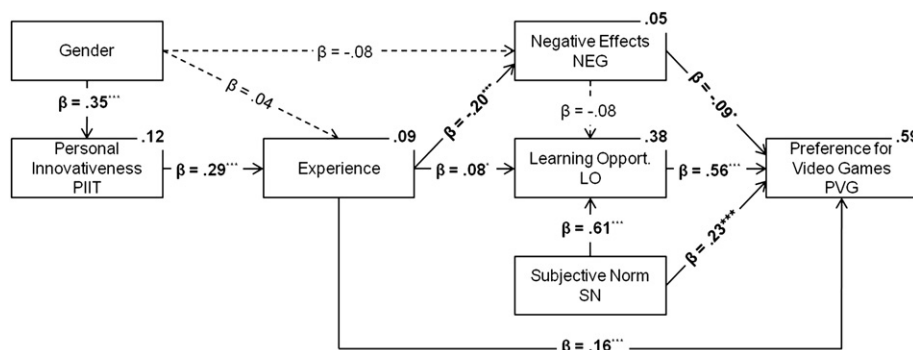 .05
Gender
β = -.08
Negative Effects
NEG
β = .35***
β = .04
β = -.20***
β = -.08
β = -.09*
.12
.09
.38
.59
Personal
Innovativeness
PIIT
β = .29***
Experience
β = .08*
Learning Opport.
LO
β = .56***
Preference for
Video Games
PVG
β = .61***
β = .23***
Subjective Norm
SN
β = .16***